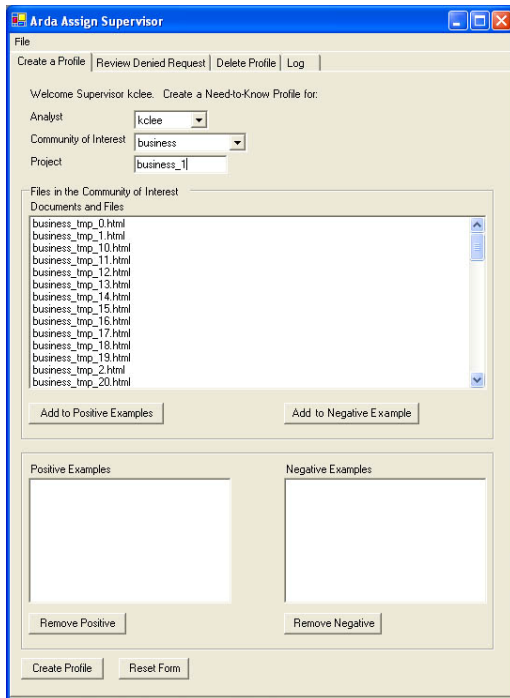 Arda Assign Supervisor
File
Create a Profile Review Denied Request Delete Profile Log
Welcome Supervisor kclee. Create a Need-to-Know Profile for:
Analyst kclee
Community of Interest business
Project business_1
Files in the Community of Interest
Documents and Files
business_tmp_0.html
business_tmp_1.html
business_tmp_10.html
business_tmp_11.html
business_tmp_12.html
business_tmp_13.html
business_tmp_14.html
business_tmp_15.html
business_tmp_16.html
business_tmp_17.html
business_tmp_18.html
business_tmp_19.html
business_tmp_2.html
business_tmp_20.html
Add to Positive Examples Add to Negative Example
Positive Examples Negative Examples
Remove Positive Remove Negative
Create Profile Reset Form